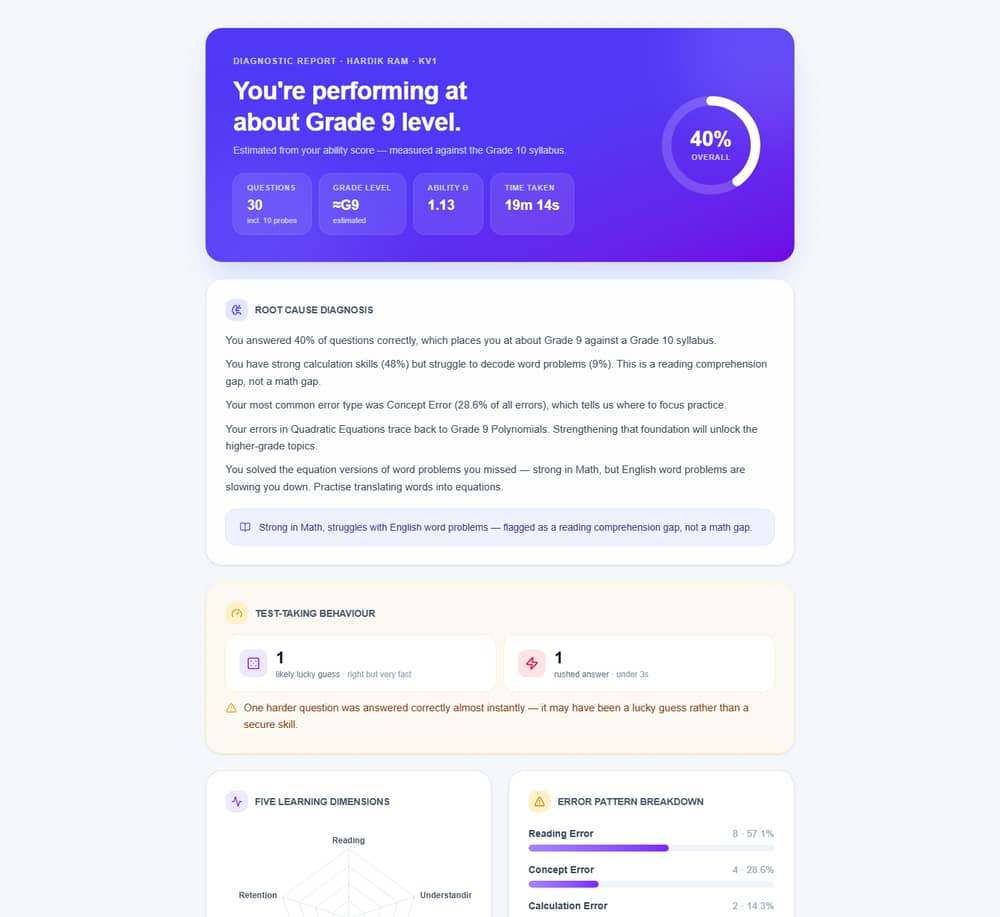 DIAGNOSTIC REPORT · HARDIK RAM · KV1
You're performing at
about Grade 9 level.
Estimated from your ability score — measured against the Grade 10 syllabus.
QUESTIONS
30
incl. 10 probes
GRADE LEVEL
≈G9
estimated
ABILITY Θ
1.13
TIME TAKEN
19m 14s
40%
OVERALL
ROOT CAUSE DIAGNOSIS
You answered 40% of questions correctly, which places you at about Grade 9 against a Grade 10 syllabus.
You have strong calculation skills (48%) but struggle to decode word problems (9%). This is a reading comprehension
gap, not a math gap.
Your most common error type was Concept Error (28.6% of all errors), which tells us where to focus practice.
Your errors in Quadratic Equations trace back to Grade 9 Polynomials. Strengthening that foundation will unlock the
higher-grade topics.
You solved the equation versions of word problems you missed — strong in Math, but English word problems are
slowing you down. Practise translating words into equations.
Strong in Math, struggles with English word problems — flagged as a reading comprehension gap, not a math gap.
TEST-TAKING BEHAVIOUR
1
likely lucky guess · right but very fast
1
rushed answer · under 3s
One harder question was answered correctly almost instantly — it may have been a lucky guess rather than a
secure skill.
FIVE LEARNING DIMENSIONS
Reading
Retention
Understandin
ERROR PATTERN BREAKDOWN
Reading Error 8 · 57.1%
Concept Error 4 · 28.6%
Calculation Error 2 · 14.3%